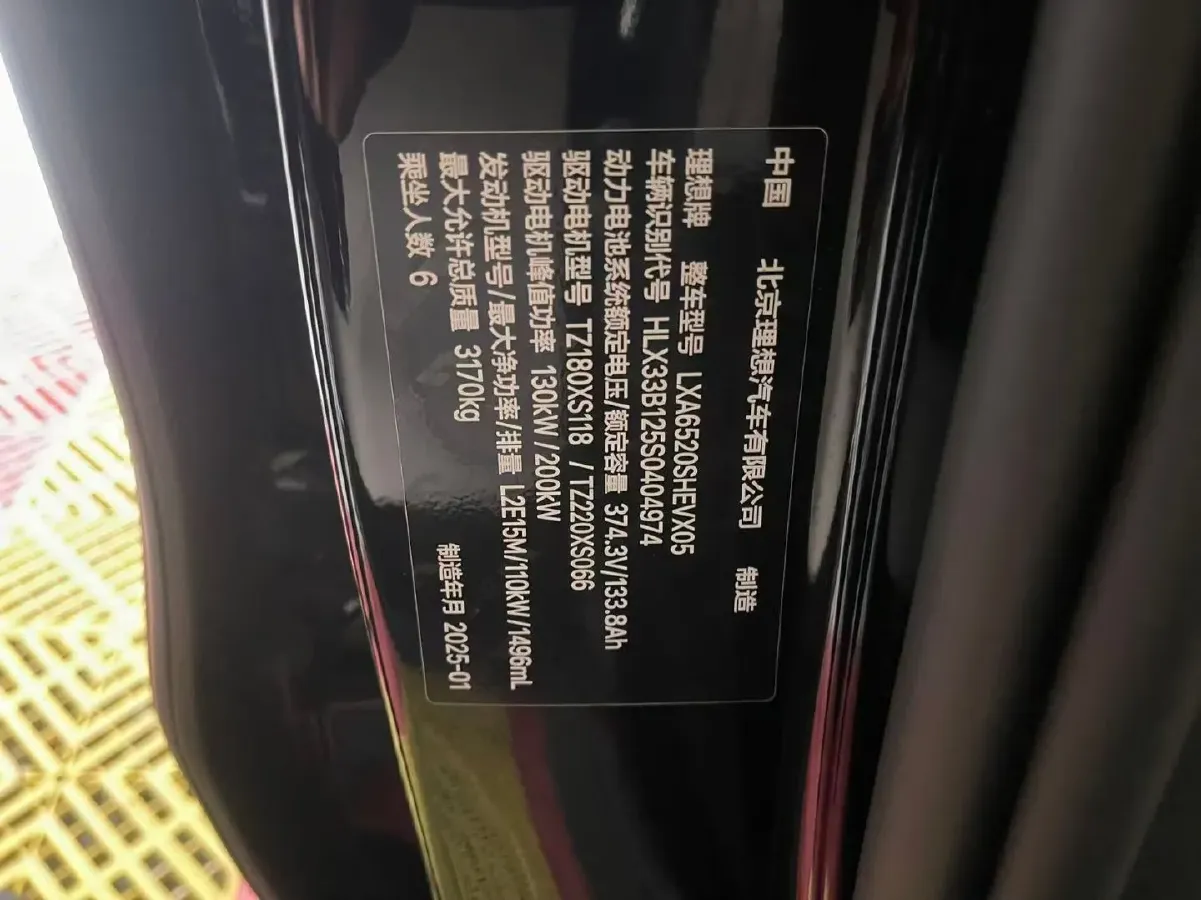 中国 北京理想汽车有限公司 制造
理想牌 整车型号 LXA6520SHEVX05
车辆识别代号 HLX33B125S0404974
动力电池系统额定电压/额定容量 374.3V/133.8Ah
驱动电机型号 TZ180XS118 /TZ220XS066
驱动电机峰值功率 130kW/200kW
发动机型号/最大净功率/排量 L2E15M/110kW/1496mL
最大允许总质量 3170kg
乘坐人数 6 制造年月 2025-01